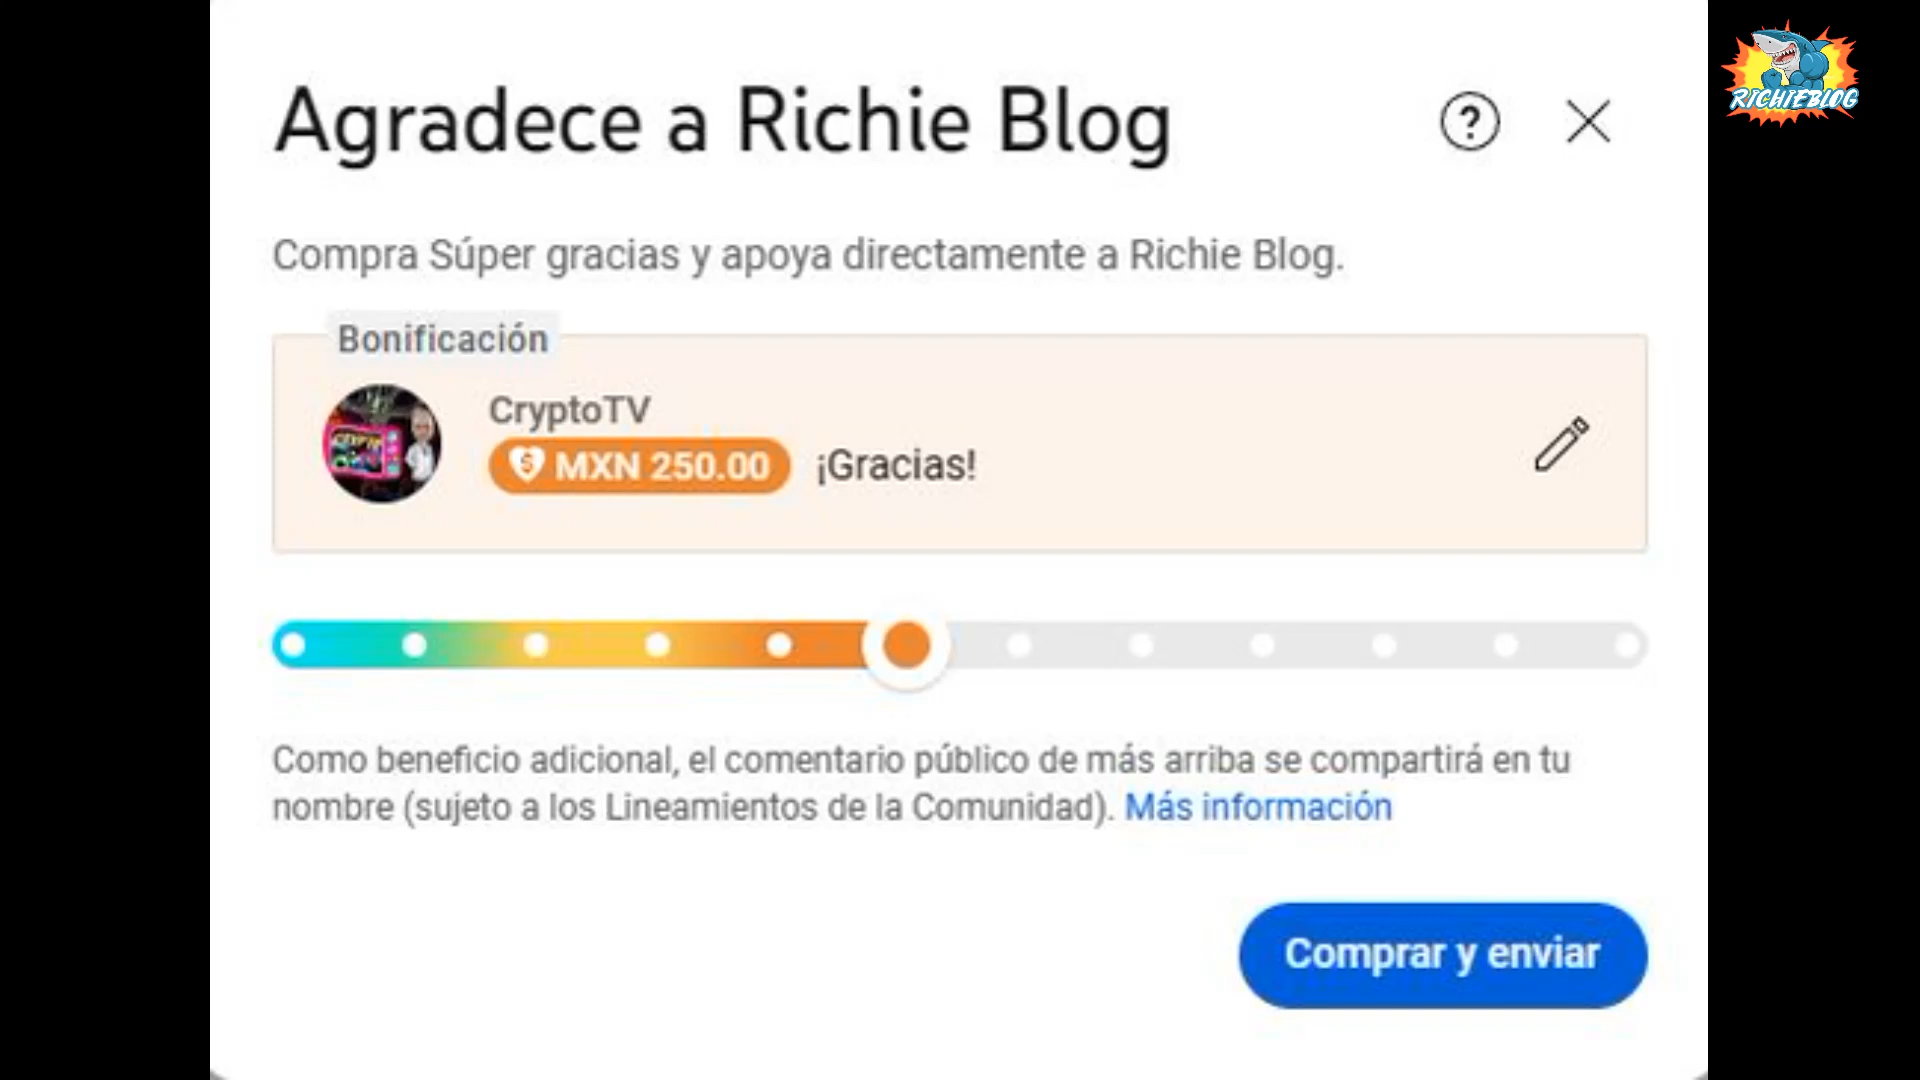 RICHIEBLOG
Agradece a Richie Blog
Compra Súper gracias y apoya directamente a Richie Blog.
Bonificación
CryptoTV
MXN 250.00 ¡Gracias!
Como beneficio adicional, el comentario público de más arriba se compartirá en tu
nombre (sujeto a los Lineamientos de la Comunidad). Más información
Comprar y enviar